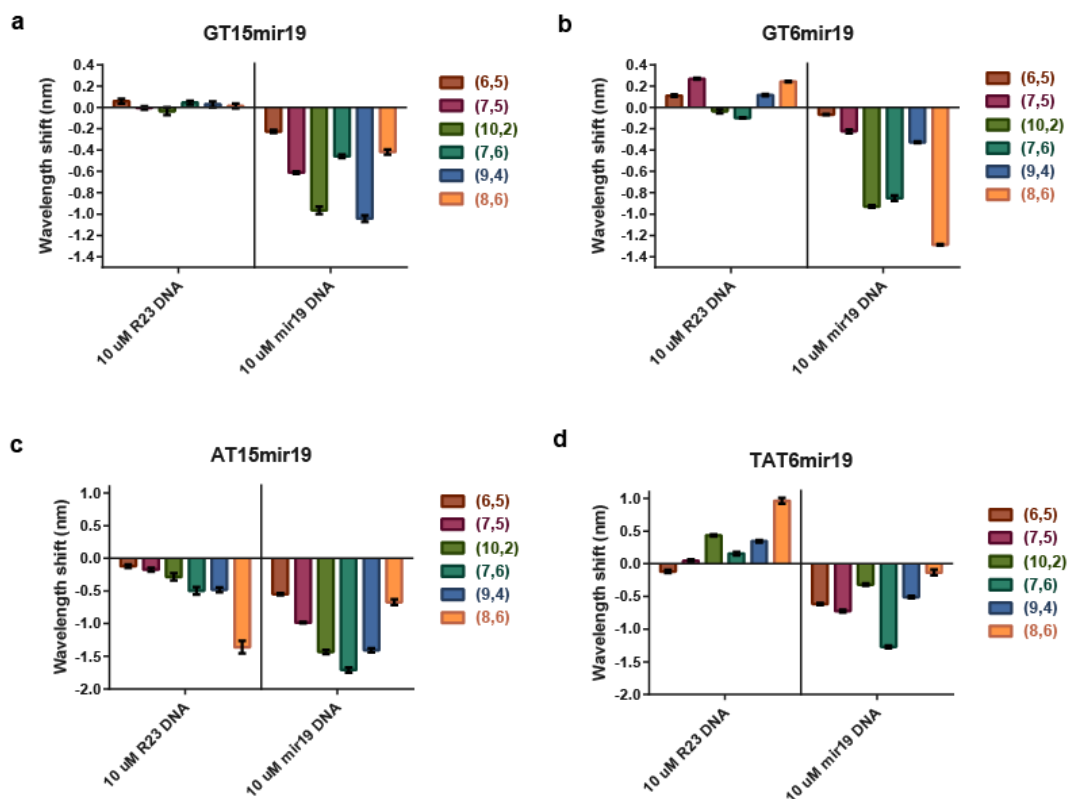 a
GT15mir19
Wavelength shift (nm)
0.4
0.2
0.0
-0.2
-0.4
-0.6
-0.8
-1.0
-1.2
-1.4
10 uM R23 DNA
10 uM mir19 DNA
(6,5)
(7,5)
(10,2)
(7,6)
(9,4)
(8,6)
b
GT6mir19
Wavelength shift (nm)
0.4
0.2
0.0
-0.2
-0.4
-0.6
-0.8
-1.0
-1.2
-1.4
10 uM R23 DNA
10 uM mir19 DNA
(6,5)
(7,5)
(10,2)
(7,6)
(9,4)
(8,6)
c
AT15mir19
Wavelength shift (nm)
1.0
0.5
0.0
-0.5
-1.0
-1.5
-2.0
10 uM R23 DNA
10 uM mir19 DNA
(6,5)
(7,5)
(10,2)
(7,6)
(9,4)
(8,6)
d
TAT6mir19
Wavelength shift (nm)
1.0
0.5
0.0
-0.5
-1.0
-1.5
-2.0
10 uM R23 DNA
10 uM mir19 DNA
(6,5)
(7,5)
(10,2)
(7,6)
(9,4)
(8,6)